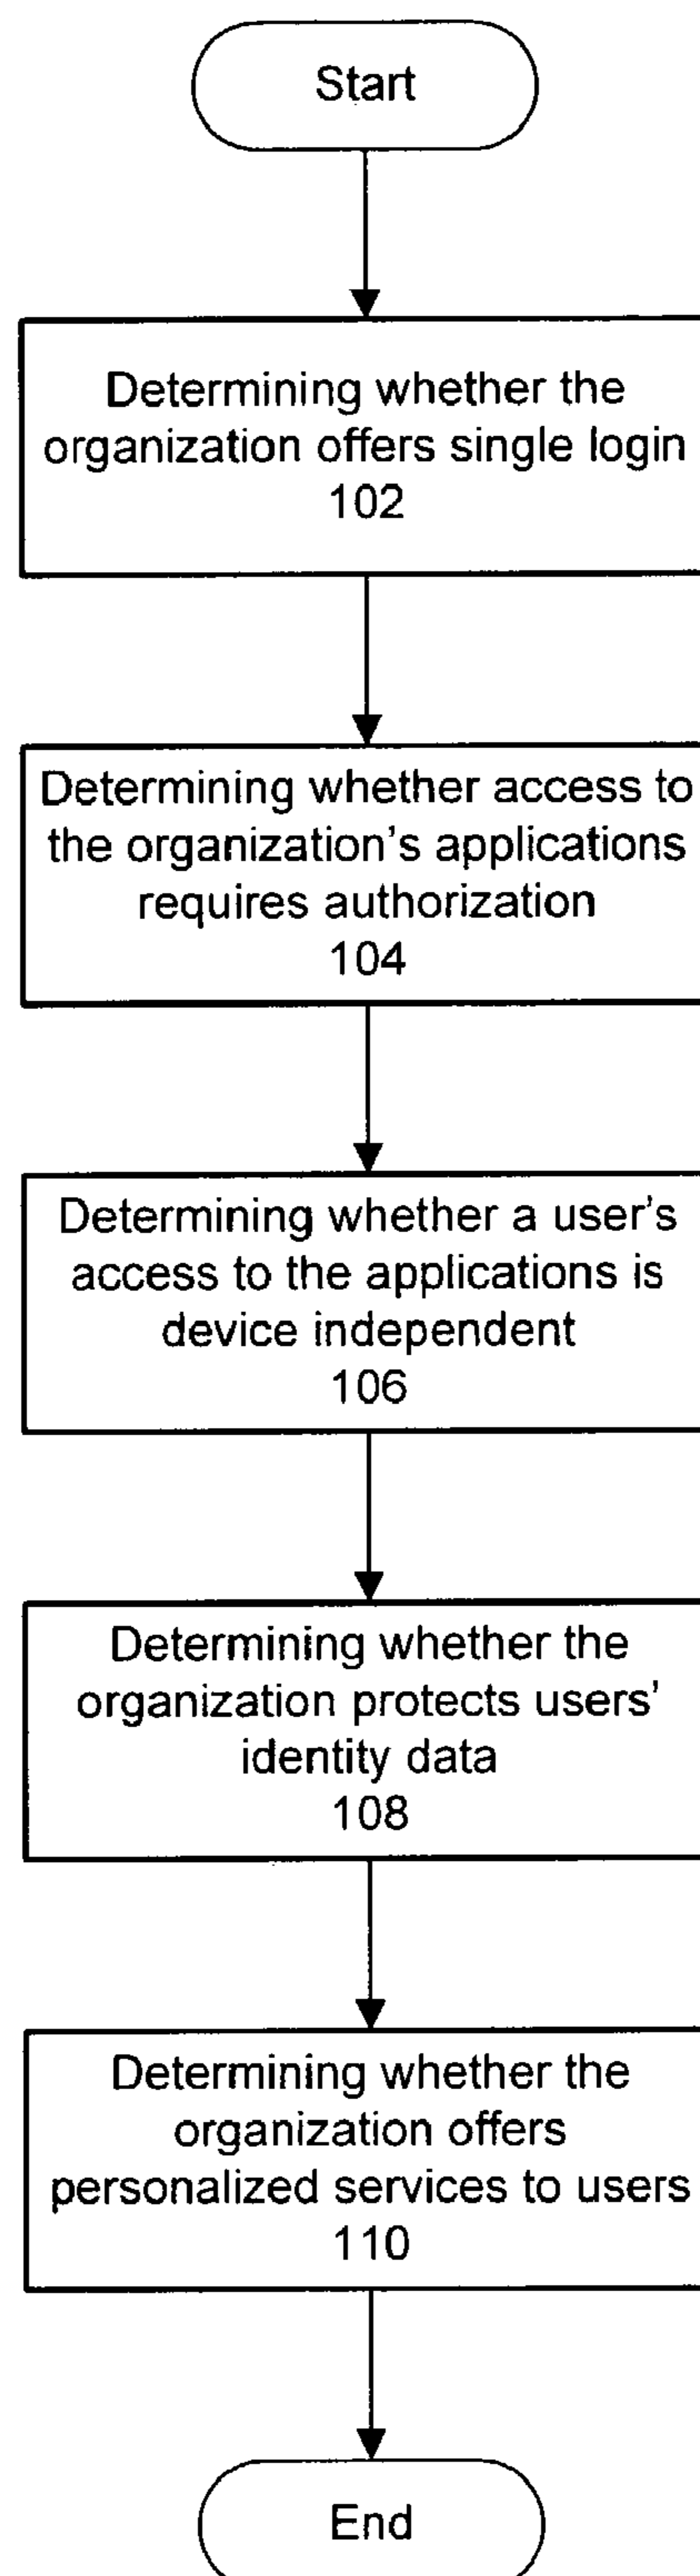 Start
Determining whether the
organization offers single login
102
Determining whether access to
the organization's applications
requires authorization
104
Determining whether a user's
access to the applications is
device independent
106
Determining whether the
organization protects users'
identity data
108
Determining whether the
organization offers
personalized services to users
110
End